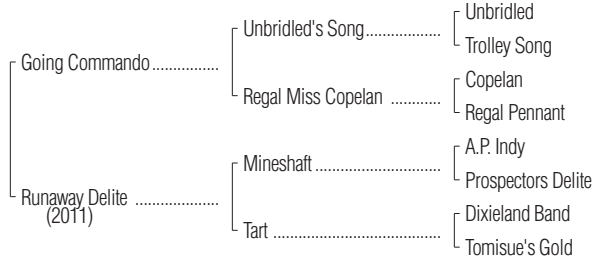 Unbridled
Unbridled's Song..................
Trolley Song
Going Commando................
Copelan
Regal Miss Copelan ............
Regal Pennant
A.P. Indy
Mineshaft..............................
Prospectors Delite
Runaway Delite ....................
(2011)
Dixieland Band
Tart ........................................
Tomisue's Gold